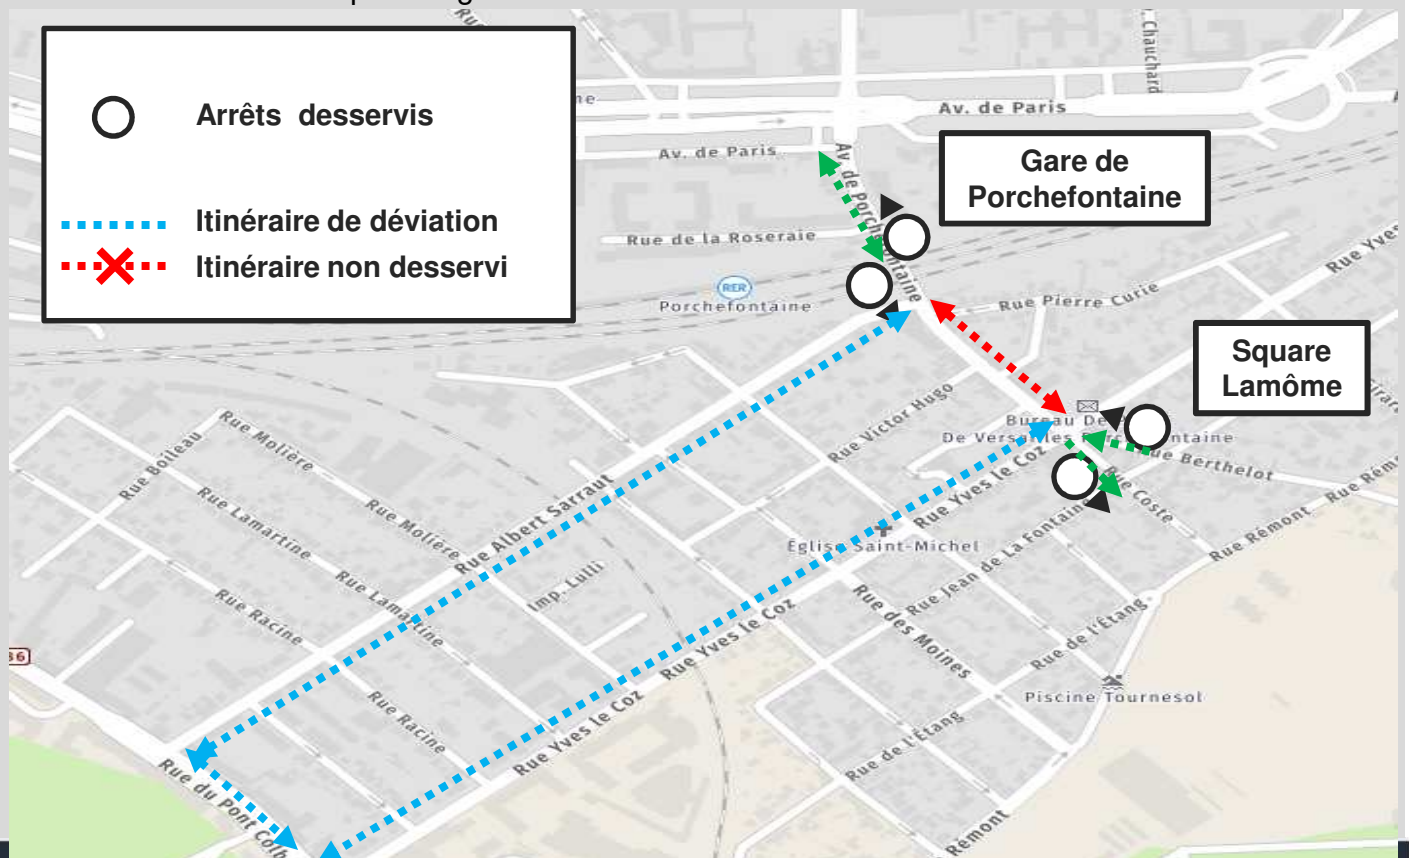 Arrêts desservis
Itinéraire de déviation
Itinéraire non desservi
Av. de Paris
Av. de Paris
Chauchard
Av. de Porchefontaine
Gare de
Porchefontaine
Rue de la Roseraie
RER
Porchefontaine
Rue Pierre Curie
Rue Yves
Square
Lamôme
Rue Victor Hugo
De Versailles
Rue Berthelot
Rue Coste
Rue Rémont
Rue Yves le Coz
Rue Molière
Rue Boileau
Rue Lamartine
Rue Molière
Rue Albert Sarraut
Église Saint-Michel
Rue Jean de La Fontaine
Imp. Lulli
Rue Lamartine
Rue Racine
Rue Yves le Coz
Rue des Moines
Rue de l'Étang
Piscine Tournesol
Rue Racine
Rue Yves le Coz
Rue de l'Étang
Rue du Pont Colb
Rémont